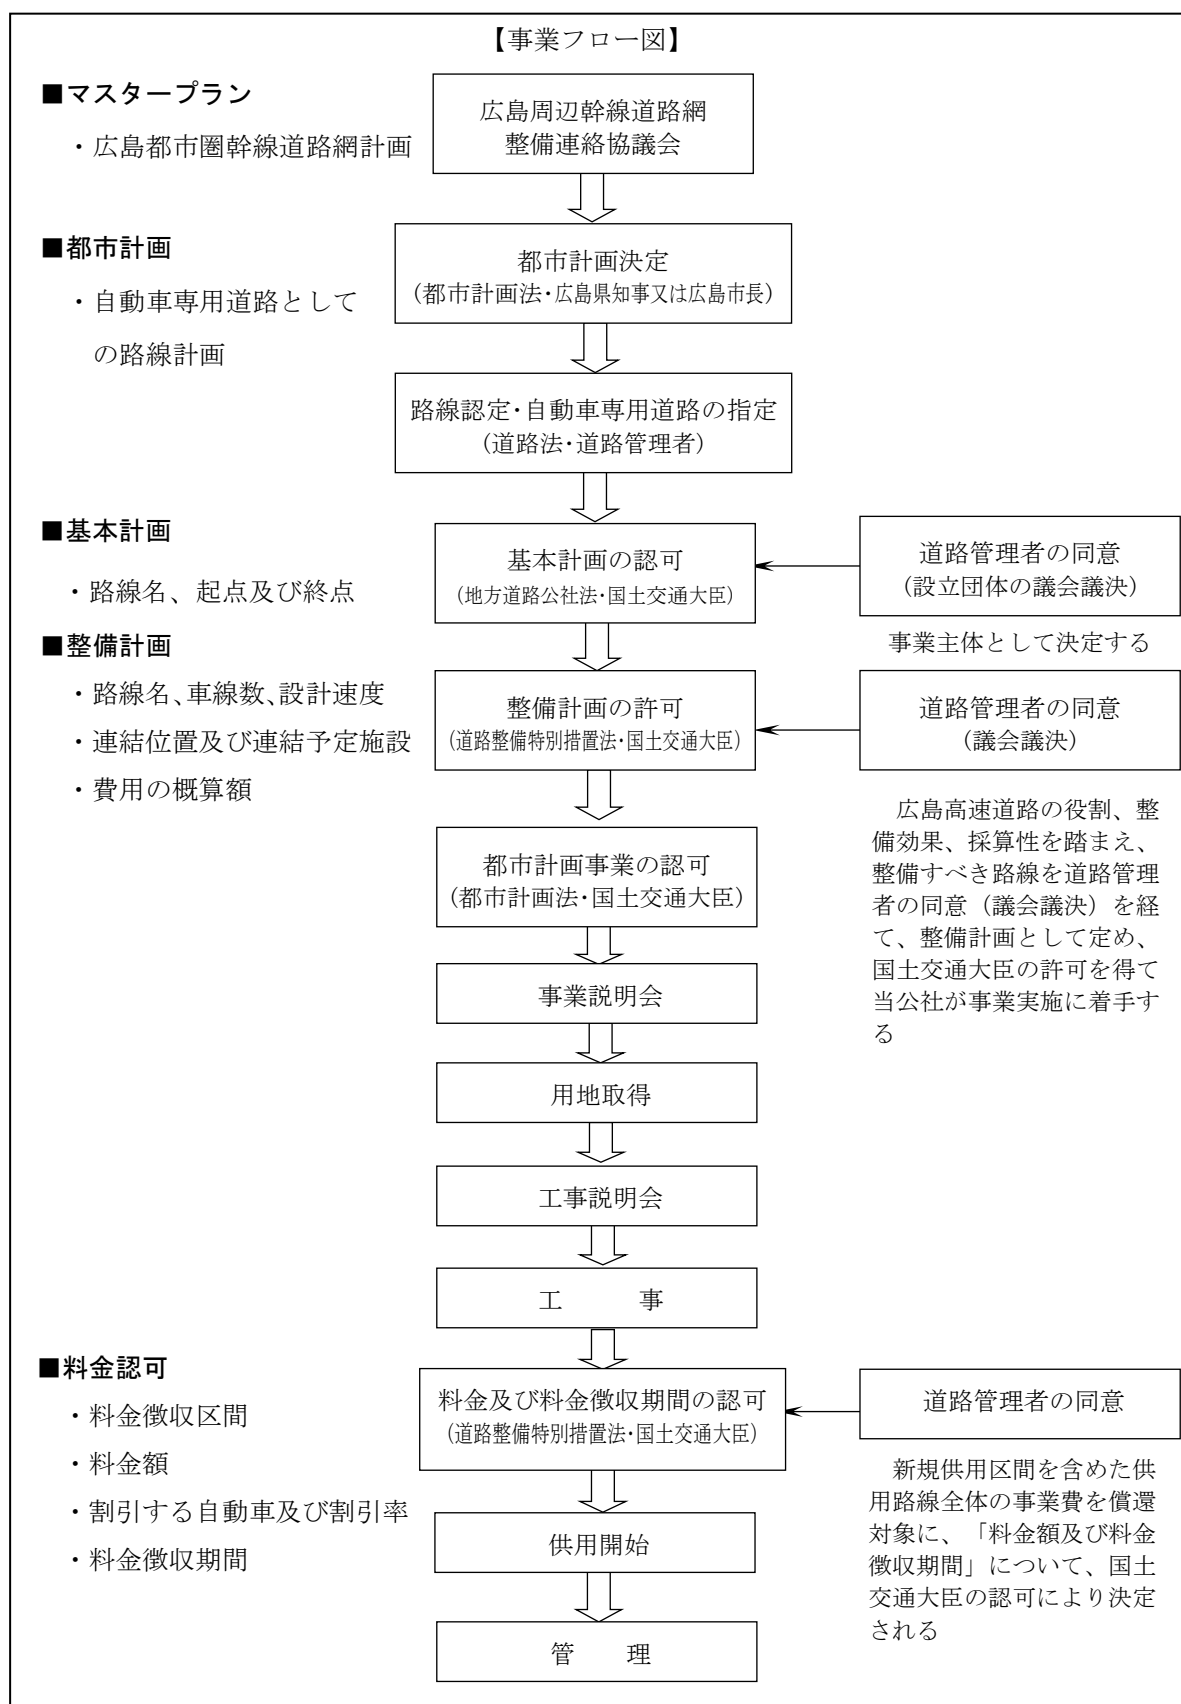 【事業フロー図】
■マスタープラン
・広島都市圏幹線道路網計画
広島周辺幹線道路網
整備連絡協議会
■都市計画
・自動車専用道路として
の路線計画
都市計画決定
(都市計画法・広島県知事又は広島市長)
路線認定・自動車専用道路の指定
(道路法・道路管理者)
■基本計画
・路線名、起点及び終点
基本計画の認可
(地方道路公社法・国土交通大臣)
道路管理者の同意
(設立団体の議会議決)
事業主体として決定する
■整備計画
・路線名、車線数、設計速度
・連結位置及び連結予定施設
・費用の概算額
整備計画の許可
(道路整備特別措置法・国土交通大臣)
道路管理者の同意
(議会議決)
広島高速道路の役割、整
備効果、採算性を踏まえ、
整備すべき路線を道路管理
者の同意（議会議決）を経
て、整備計画として定め、
国土交通大臣の許可を得て
当公社が事業実施に着手す
る
都市計画事業の認可
(都市計画法・国土交通大臣)
事業説明会
用地取得
工事説明会
工　　事
■料金認可
・料金徴収区間
・料金額
・割引する自動車及び割引率
・料金徴収期間
料金及び料金徴収期間の認可
(道路整備特別措置法・国土交通大臣)
道路管理者の同意
新規供用区間を含めた供
用路線全体の事業費を償還
対象に、「料金額及び料金
徴収期間」について、国土
交通大臣の認可により決定
される
供用開始
管　　理